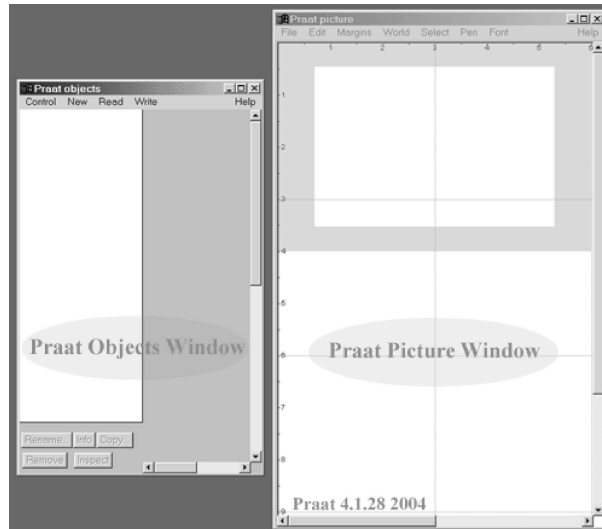 Praat objects
Control New Read Write Help
Praat Objects Window
Rename... Info Copy...
Remove Inspect
Praat picture
File Edit Margins World Select Pen Font Help
1 2 3 4 5 6
1
2
3
4
5
6
7
8
9
Praat Picture Window
Praat 4.1.28 2004